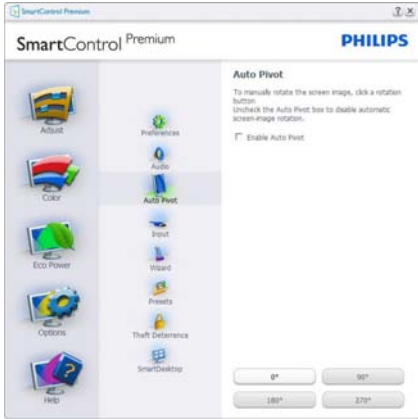 SmartControl Premium
? X
SmartControl Premium
PHILIPS
Adjust
Color
Eco Power
Options
Help
Preferences
Audio
Auto Pivot
Input
Wizard
Presets
Theft Deterrence
SmartDesktop
Auto Pivot
To manually rotate the screen image, click a rotation
button
Uncheck the Auto Pivot box to disable automatic
screen-image rotation.
Enable Auto Pivot
0°
90°
180°
270°